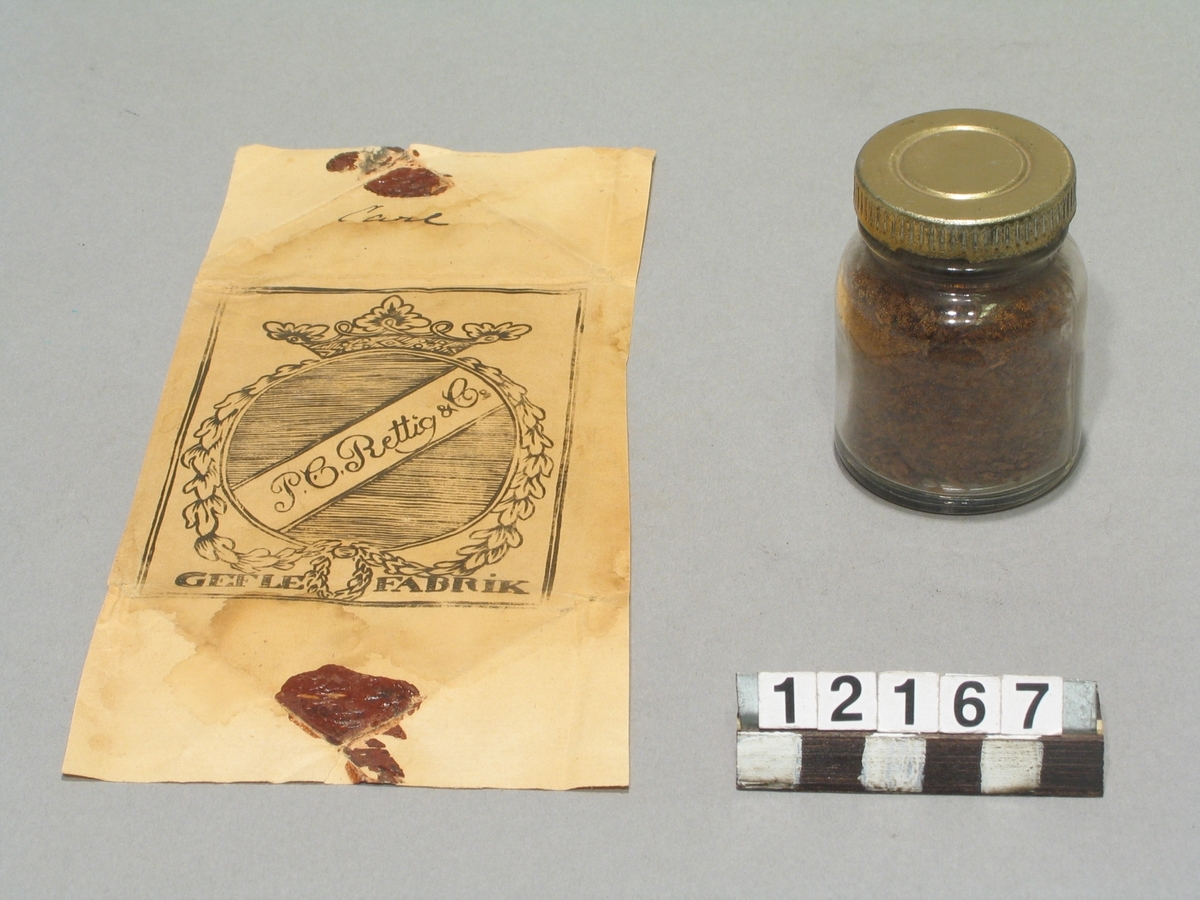 Carl
P. C. Rettig & Co
GEFLE FABRIK
12167